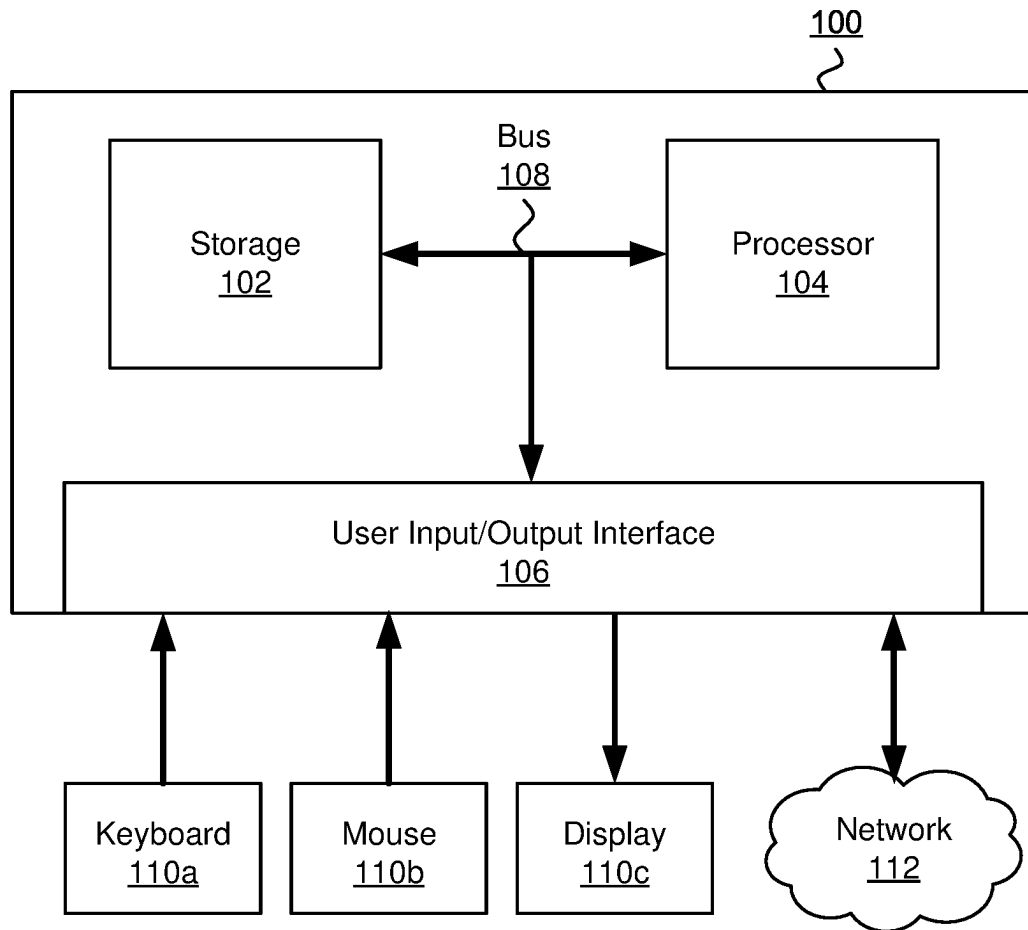 100
Bus
108
Storage
102
Processor
104
User Input/Output Interface
106
Keyboard
110a
Mouse
110b
Display
110c
Network
112